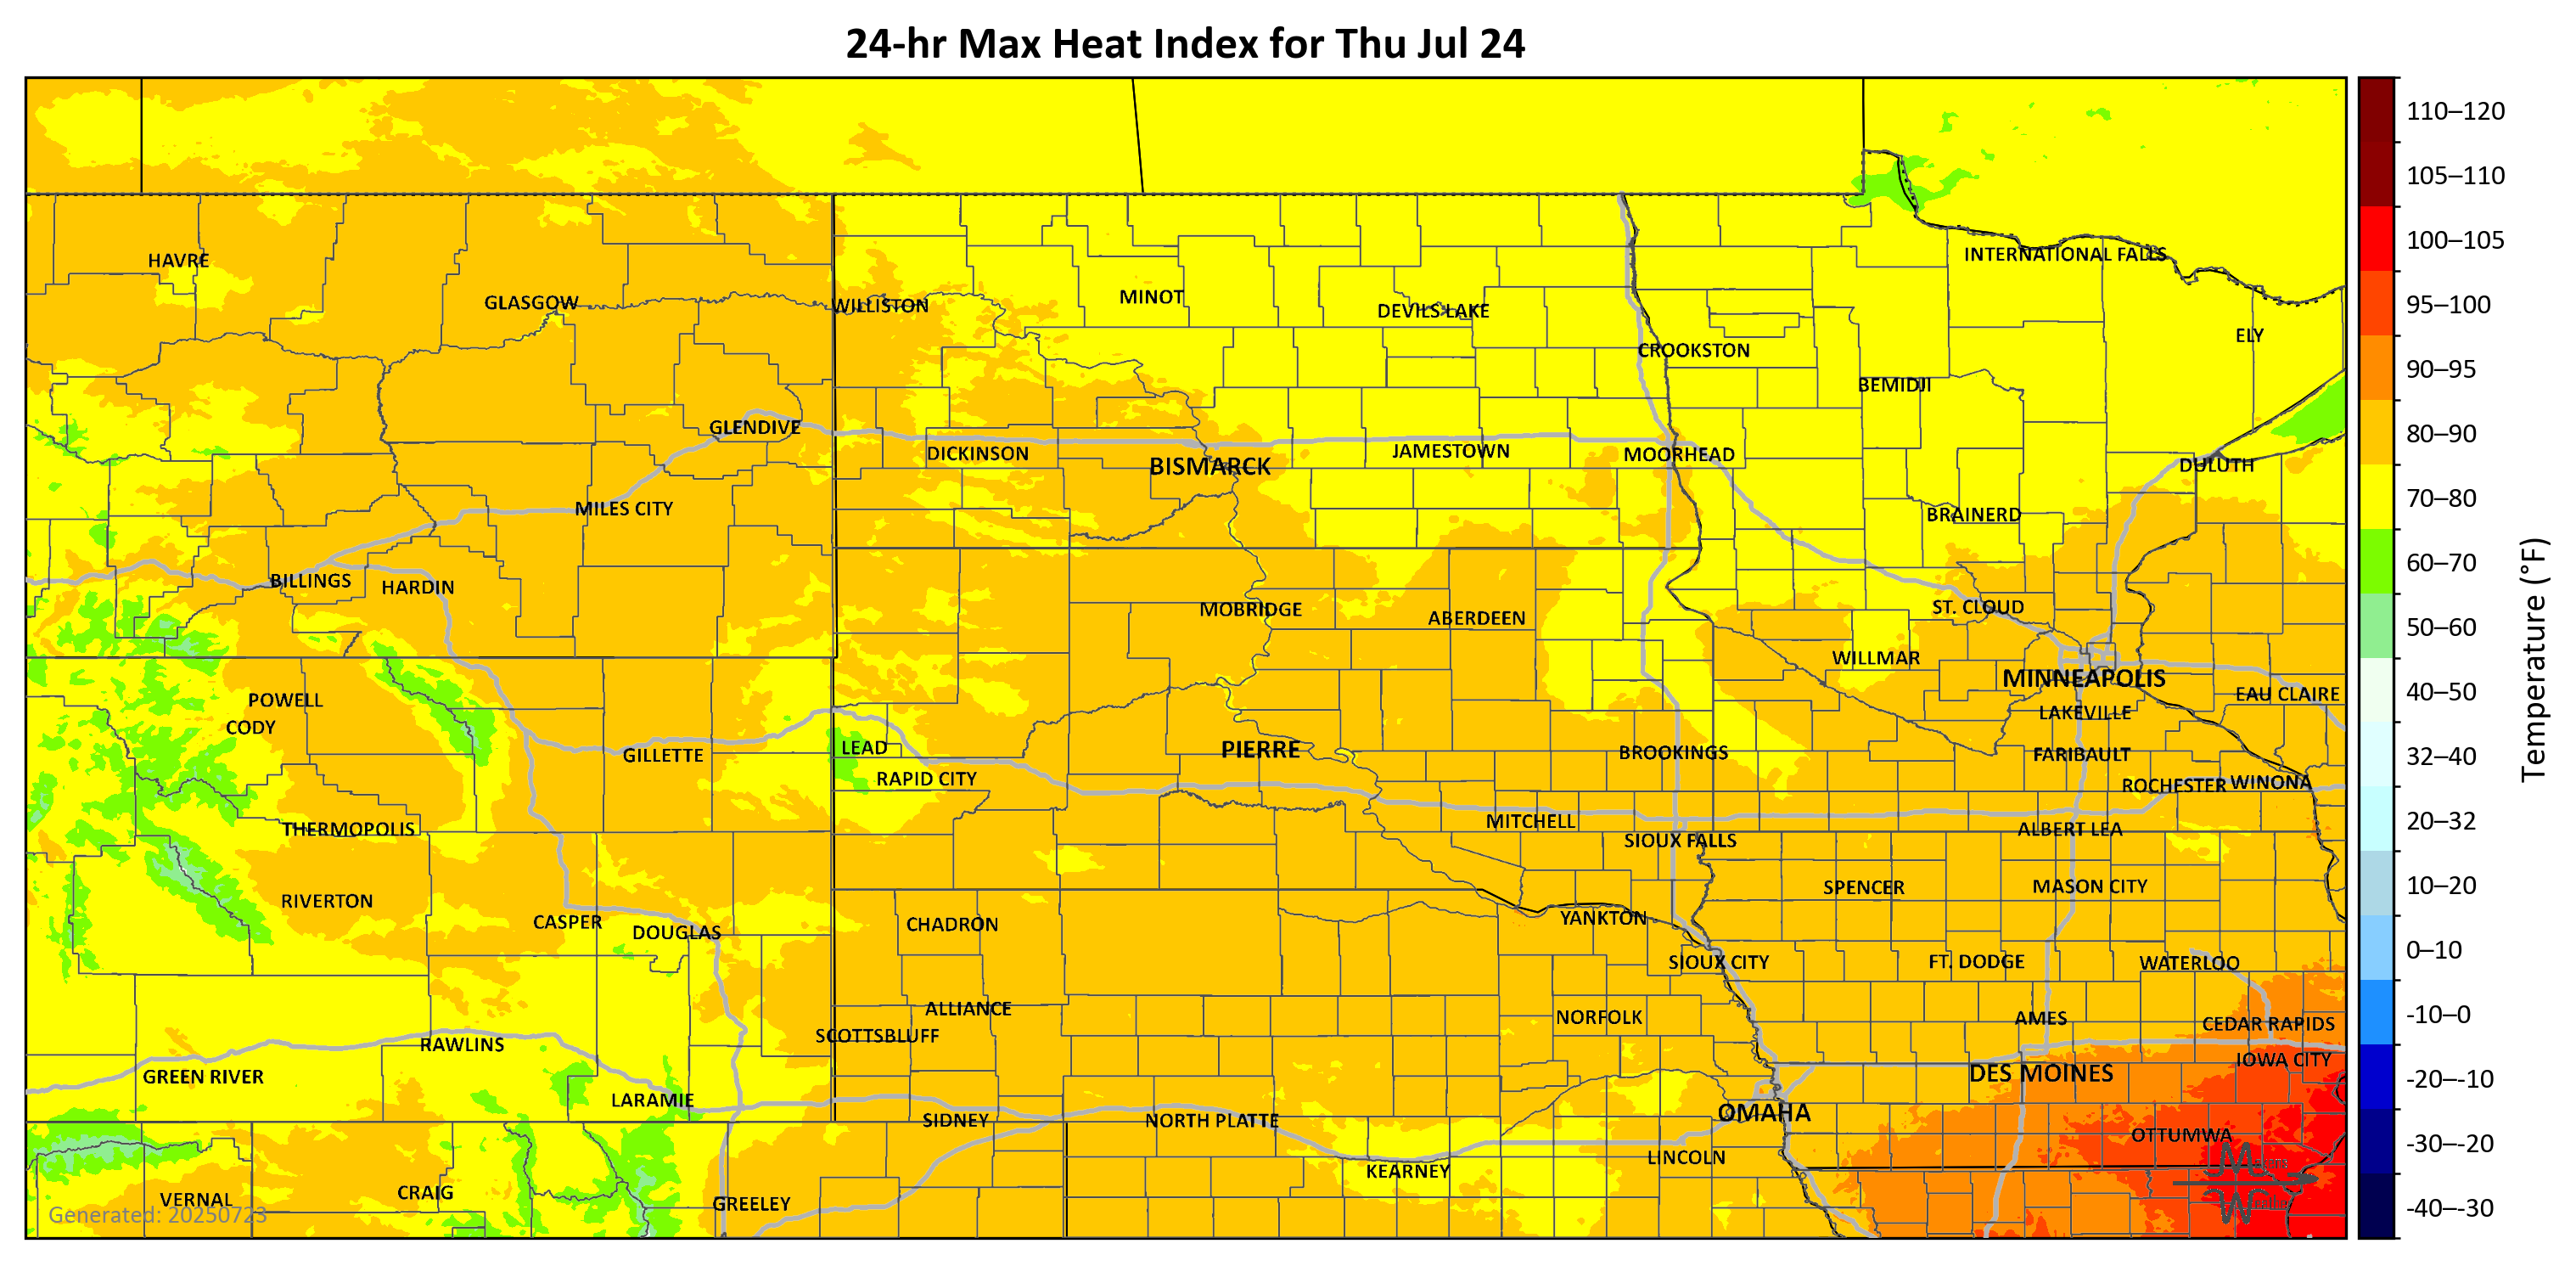 24-hr Max Heat Index for Thu Jul 24
110–120
105–110
100–105
95–100
90–95
80–90
70–80
60–70
50–60
40–50
32–40
20–32
10–20
0–10
-10–0
-20–-10
-30–-20
-40–-30
Temperature (°F)
HAVRE
INTERNATIONAL FALLS
GLASGOW
WILLISTON
MINOT
DEVILS LAKE
ELY
CROOKSTON
BEMIDJI
GLENDIVE
DICKINSON
BISMARCK
JAMESTOWN
MOORHEAD
DULUTH
MILES CITY
BRAINERD
BILLINGS
HARDIN
MOBRIDGE
ABERDEEN
ST. CLOUD
WILLMAR
MINNEAPOLIS
POWELL
EAU CLAIRE
CODY
LAKEVILLE
GILLETTE
LEAD
PIERRE
BROOKINGS
FARIBAULT
RAPID CITY
ROCHESTER
WINONA
THERMOPOLIS
MITCHELL
ALBERT LEA
SIOUX FALLS
RIVERTON
SPENCER
MASON CITY
CASPER
DOUGLAS
CHADRON
YANKTON
SIOUX CITY
FT. DODGE
WATERLOO
ALLIANCE
NORFOLK
AMES
CEDAR RAPIDS
SCOTTSBLUFF
RAWLINS
IOWA CITY
GREEN RIVER
DES MOINES
LARAMIE
SIDNEY
NORTH PLATTE
OMAHA
OTTUMWA
KEARNEY
LINCOLN
VERNAL
CRAIG
GREELEY
Generated: 20250723